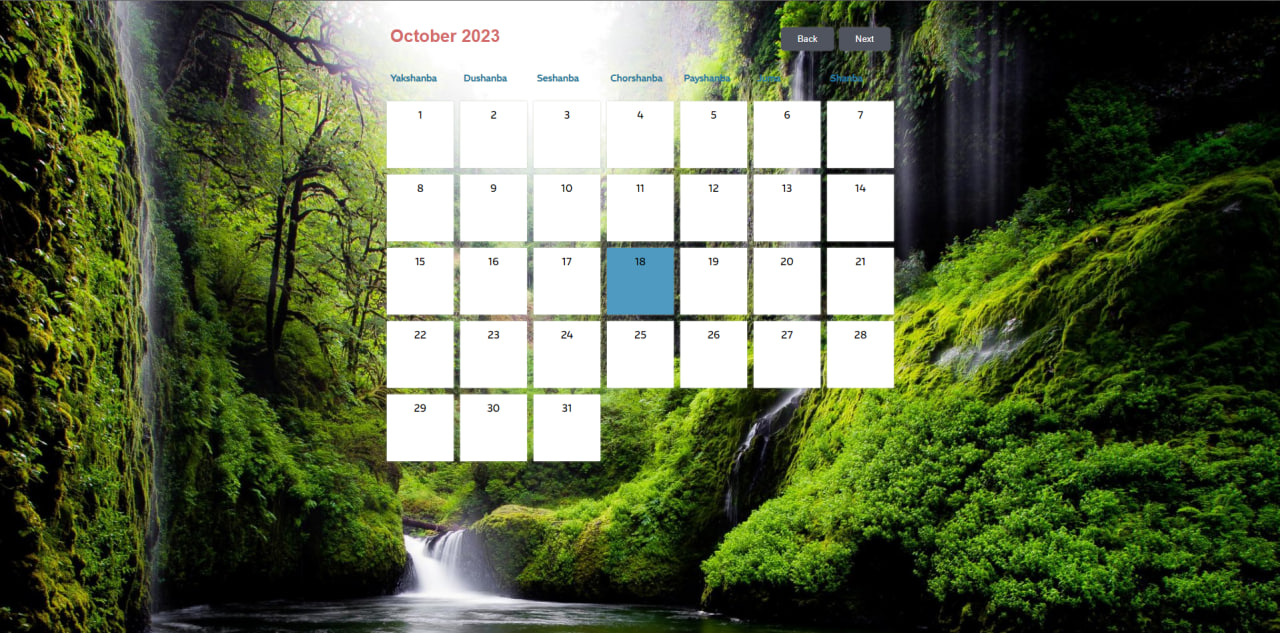 October 2023
Back Next
Yakshanba Dushanba Seshanba Chorshanba Payshanba Shanba
1 2 3 4 5 6 7
8 9 10 11 12 13 14
15 16 17 18 19 20 21
22 23 24 25 26 27 28
29 30 31